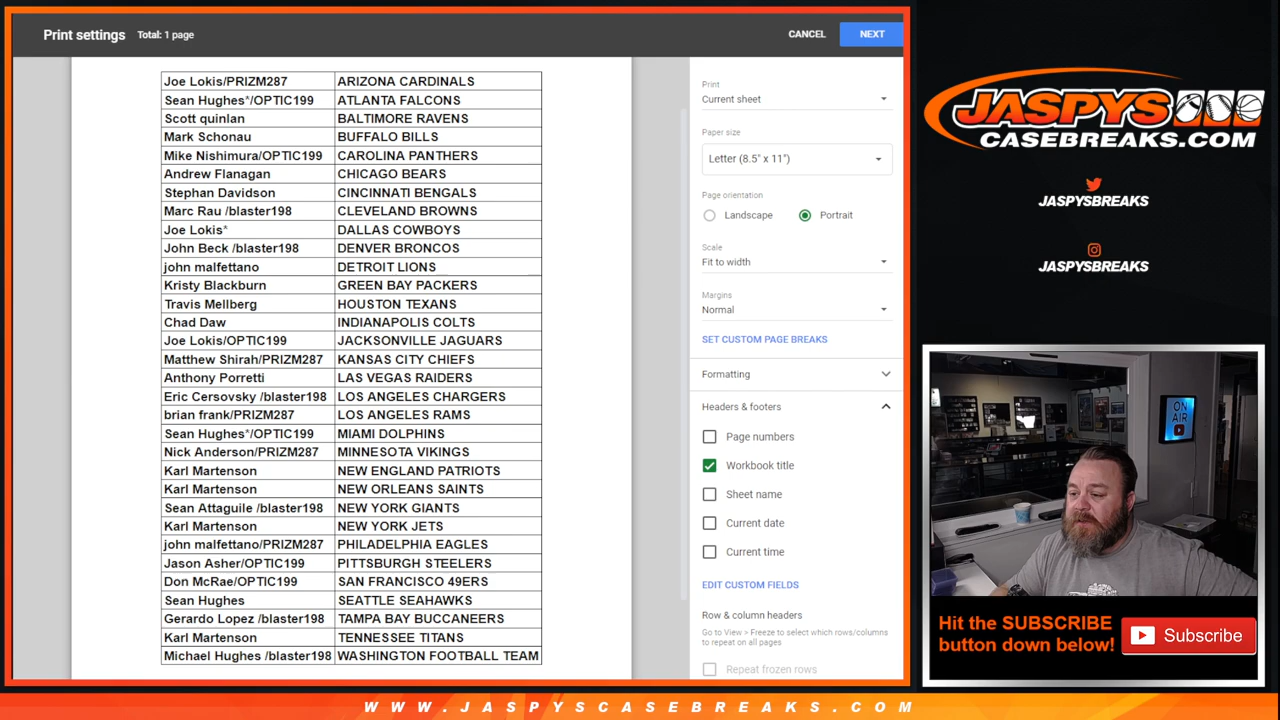 Print settings Total: 1 page CANCEL NEXT
Joe Lokis/PRIZM287 ARIZONA CARDINALS
Sean Hughes*/OPTIC199 ATLANTA FALCONS
Scott quinlan BALTIMORE RAVENS
Mark Schonau BUFFALO BILLS
Mike Nishimura/OPTIC199 CAROLINA PANTHERS
Andrew Flanagan CHICAGO BEARS
Stephan Davidson CINCINNATI BENGALS
Marc Rau /blaster198 CLEVELAND BROWNS
Joe Lokis* DALLAS COWBOYS
John Beck /blaster198 DENVER BRONCOS
john malfettano DETROIT LIONS
Kristy Blackburn GREEN BAY PACKERS
Travis Mellberg HOUSTON TEXANS
Chad Daw INDIANAPOLIS COLTS
Joe Lokis/OPTIC199 JACKSONVILLE JAGUARS
Matthew Shirah/PRIZM287 KANSAS CITY CHIEFS
Anthony Porretti LAS VEGAS RAIDERS
Eric Cersovsky /blaster198 LOS ANGELES CHARGERS
brian frank/PRIZM287 LOS ANGELES RAMS
Sean Hughes*/OPTIC199 MIAMI DOLPHINS
Nick Anderson/PRIZM287 MINNESOTA VIKINGS
Karl Martenson NEW ENGLAND PATRIOTS
Karl Martenson NEW ORLEANS SAINTS
Sean Attaguile /blaster198 NEW YORK GIANTS
Karl Martenson NEW YORK JETS
john malfettano/PRIZM287 PHILADELPHIA EAGLES
Jason Asher/OPTIC199 PITTSBURGH STEELERS
Don McRae/OPTIC199 SAN FRANCISCO 49ERS
Sean Hughes SEATTLE SEAHAWKS
Gerardo Lopez /blaster198 TAMPA BAY BUCCANEERS
Karl Martenson TENNESSEE TITANS
Michael Hughes /blaster198 WASHINGTON FOOTBALL TEAM
Print
Current sheet
Paper size
Letter (8.5" x 11")
Page orientation
Landscape Portrait
Scale
Fit to width
Margins
Normal
SET CUSTOM PAGE BREAKS
Formatting
Headers & footers
Page numbers
Workbook title
Sheet name
Current date
Current time
EDIT CUSTOM FIELDS
Row & column headers
Go to View > Freeze to select which rows/columns
to repeat on all pages
Repeat frozen rows
JASPYS
CASEBREAKS.COM
JASPYSBREAKS
JASPYSBREAKS
ON
AIR
Hit the SUBSCRIBE
button down below!
Subscribe
WWW.JASPYSCASEBREAKS.COM